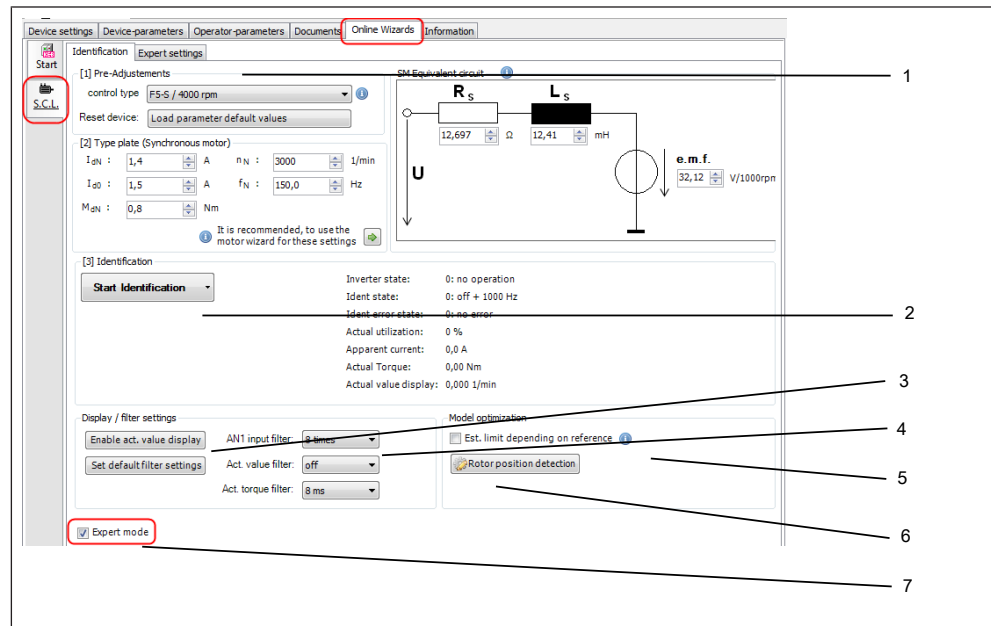 Device settings Device-parameters Operator-parameters Documents Online Wizards Information
Start
S.C.L.
Identification Expert settings
[1] Pre-Adjustements
control type F5-S / 4000 rpm
Reset device: Load parameter default values
[2] Type plate (Synchronous motor)
IdN : 1,4 A nN : 3000 1/min
Id0 : 1,5 A fN : 150,0 Hz
MdN : 0,8 Nm
It is recommended, to use the
motor wizard for these settings
SM Equivalent circuit
Rs Ls
12,697 Ω 12,41 mH
U
e.m.f.
32,12 V/1000rpm
[3] Identification
Start Identification
Inverter state: 0: no operation
Ident state: 0: off + 1000 Hz
Ident error state: 0: no error
Actual utilization: 0 %
Apparent current: 0,0 A
Actual Torque: 0,00 Nm
Actual value display: 0,000 1/min
Display / filter settings
Enable act. value display AN1 input filter: 8 times
Set default filter settings Act. value filter: off
Act. torque filter: 8 ms
Model optimization
Est. limit depending on reference
Rotor position detection
Expert mode
1
2
3
4
5
6
7